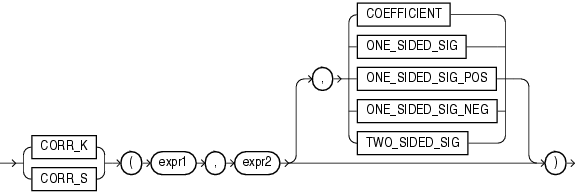 COEFFICIENT
ONE_SIDED_SIG
, ONE_SIDED_SIG_POS
ONE_SIDED_SIG_NEG
CORR_K TWO_SIDED_SIG
( expr1 , expr2 )
CORR_S